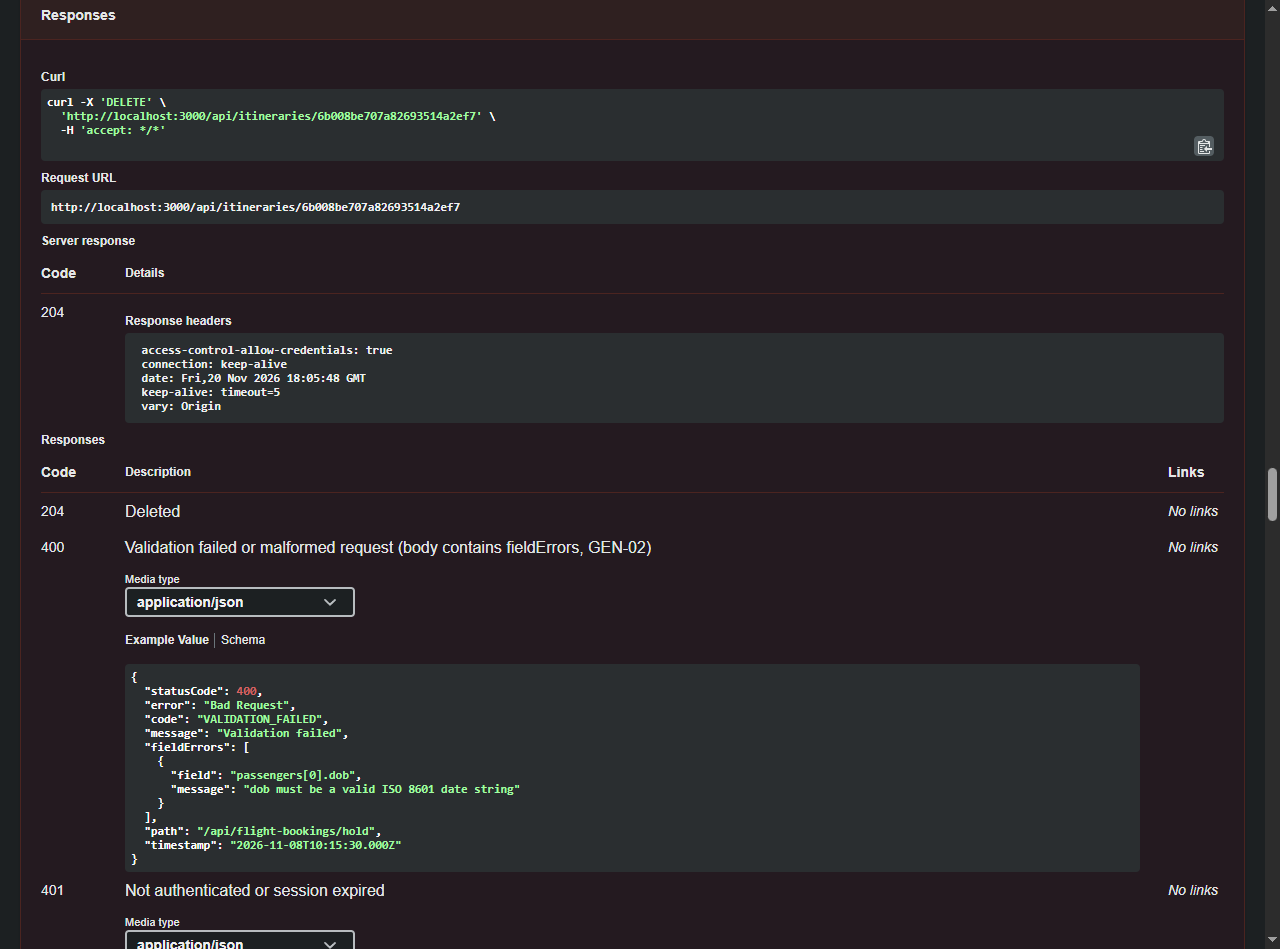 Responses
Curl
curl -X 'DELETE' \
  'http://localhost:3000/api/itineraries/6b008be707a82693514a2ef7' \
  -H 'accept: */*'
Request URL
http://localhost:3000/api/itineraries/6b008be707a82693514a2ef7
Server response
Code Details
204
Response headers
access-control-allow-credentials: true
connection: keep-alive
date: Fri,20 Nov 2026 18:05:48 GMT
keep-alive: timeout=5
vary: Origin
Responses
Code Description Links
204 Deleted No links
400 Validation failed or malformed request (body contains fieldErrors, GEN-02) No links
Media type
application/json
Example Value Schema
{
  "statusCode": 400,
  "error": "Bad Request",
  "code": "VALIDATION_FAILED",
  "message": "Validation failed",
  "fieldErrors": [
    {
      "field": "passengers[0].dob",
      "message": "dob must be a valid ISO 8601 date string"
    }
  ],
  "path": "/api/flight-bookings/hold",
  "timestamp": "2026-11-08T10:15:30.000Z"
}
401 Not authenticated or session expired No links
Media type
application/json